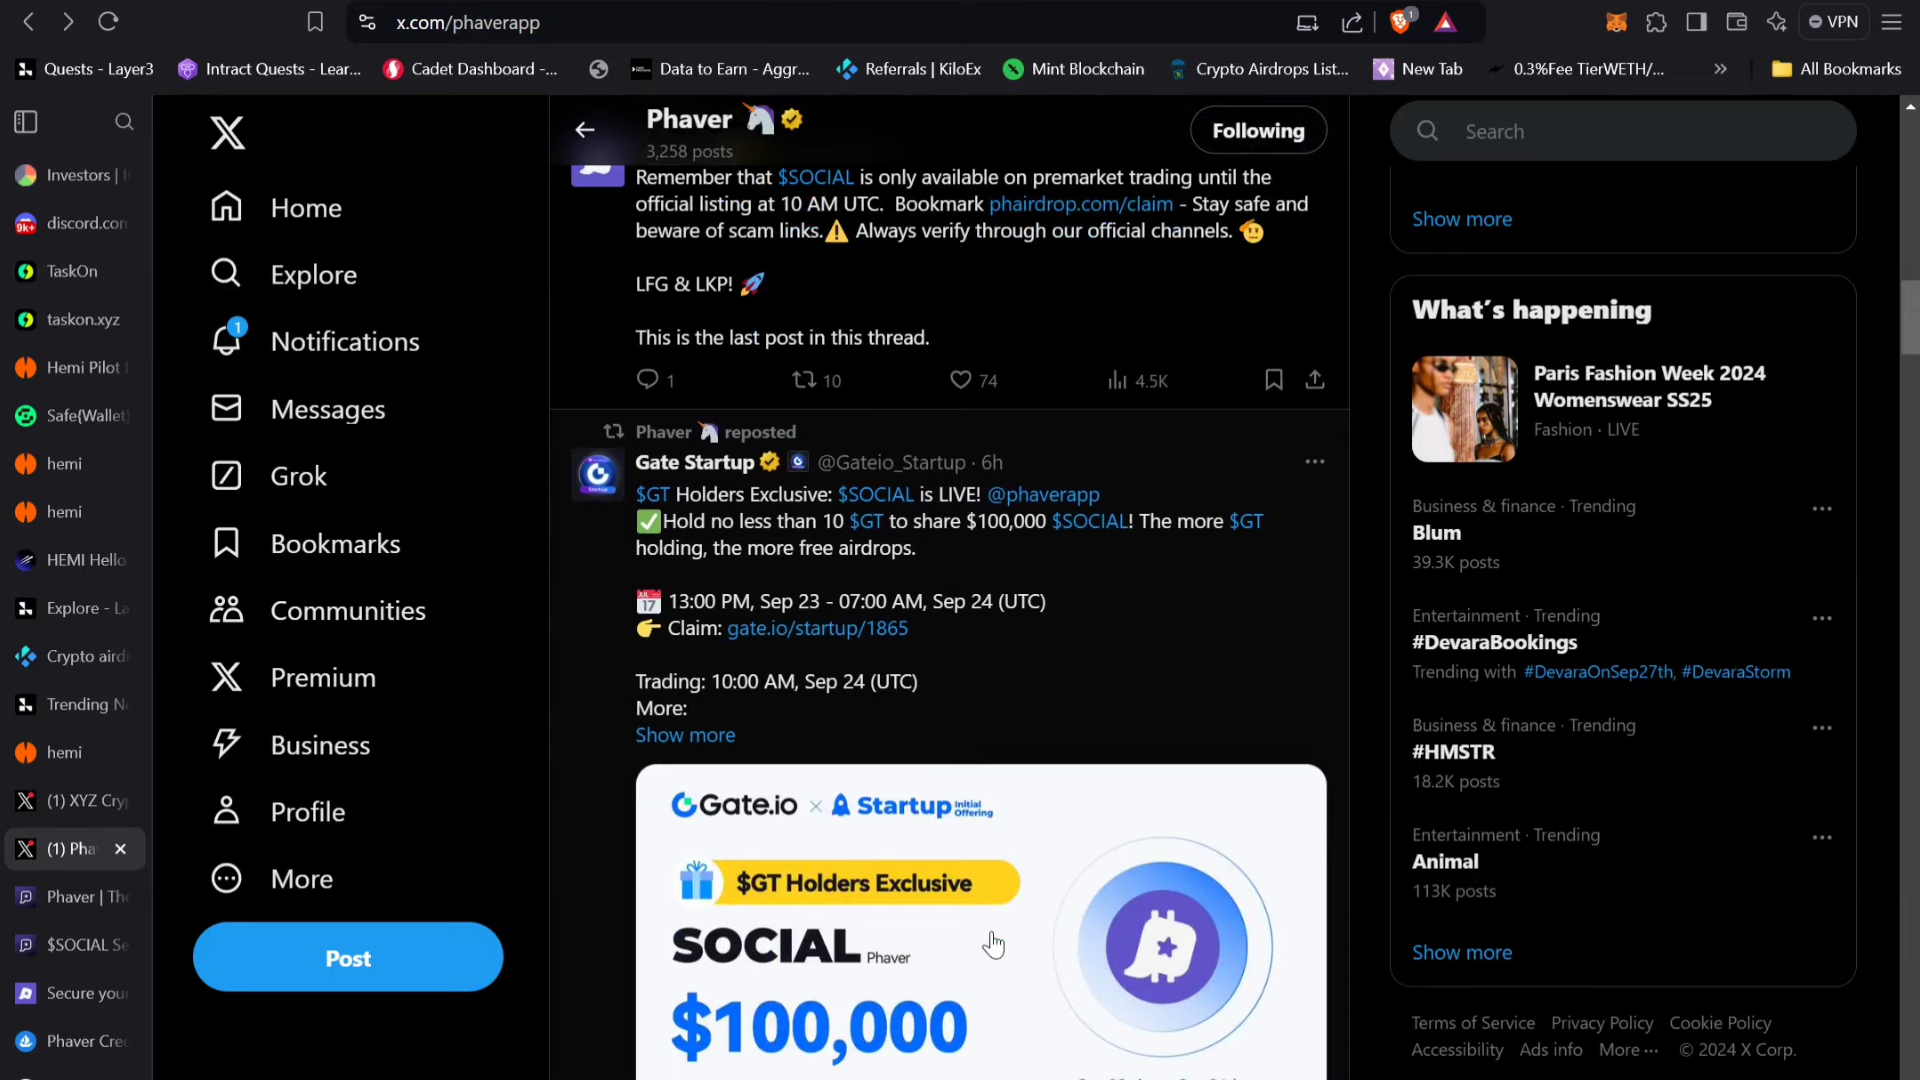 x.com/phaverapp
1
VPN
Quests - Layer3
Intract Quests - Lear...
Cadet Dashboard -...
Data to Earn - Aggr...
Referrals | KiloEx
Mint Blockchain
Crypto Airdrops List...
New Tab
0.3%Fee TierWETH/...
»
All Bookmarks
Investors |
discord.con
TaskOn
taskon.xyz
Hemi Pilot
Safe{Wallet
hemi
hemi
HEMI Hello
Explore - La
Crypto aird
Trending N
hemi
(1) XYZ Cry
(1) Pha
Phaver | The
$SOCIAL Se
Secure you
Phaver Cre
9k+
Home
Explore
1
Notifications
Messages
Grok
Bookmarks
Communities
Premium
Business
Profile
More
Post
Phaver
3,258 posts
Following
Remember that $SOCIAL is only available on premarket trading until the
official listing at 10 AM UTC. Bookmark phairdrop.com/claim - Stay safe and
beware of scam links.⚠️ Always verify through our official channels. 🫡
LFG & LKP! 🚀
This is the last post in this thread.
1
10
74
4.5K
Phaver 🦄 reposted
Gate Startup @Gateio_Startup · 6h
$GT Holders Exclusive: $SOCIAL is LIVE! @phaverapp
✅Hold no less than 10 $GT to share $100,000 $SOCIAL! The more $GT
holding, the more free airdrops.
📅 13:00 PM, Sep 23 - 07:00 AM, Sep 24 (UTC)
👉 Claim: gate.io/startup/1865
Trading: 10:00 AM, Sep 24 (UTC)
More:
Show more
Gate.io × Startup Initial Offering
$GT Holders Exclusive
SOCIAL Phaver
$100,000
Search
Show more
What's happening
Paris Fashion Week 2024
Womenswear SS25
Fashion · LIVE
Business & finance · Trending
Blum
39.3K posts
Entertainment · Trending
#DevaraBookings
Trending with #DevaraOnSep27th, #DevaraStorm
Business & finance · Trending
#HMSTR
18.2K posts
Entertainment · Trending
Animal
113K posts
Show more
Terms of Service Privacy Policy Cookie Policy
Accessibility Ads info More ··· © 2024 X Corp.